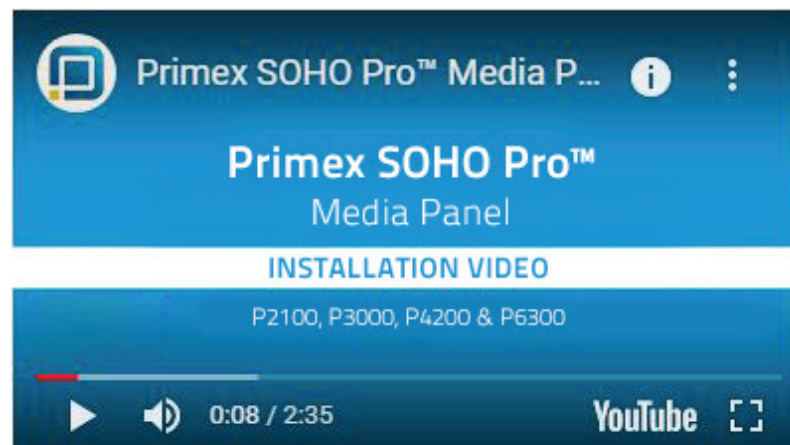 Primex SOHO Pro™ Media P...
Primex SOHO Pro™
Media Panel
INSTALLATION VIDEO
P2100, P3000, P4200 & P6300
0:08 / 2:35
YouTube